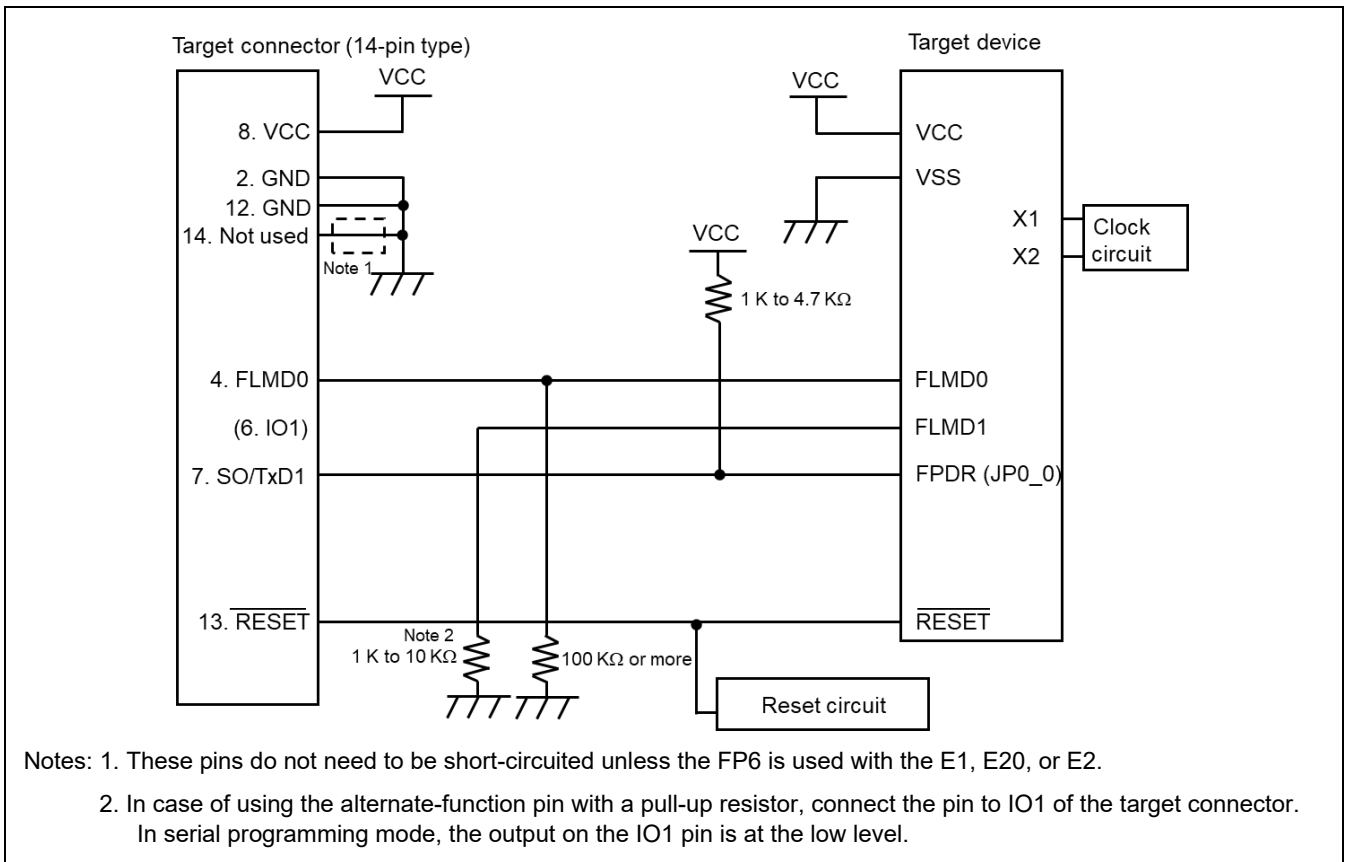 Target connector (14-pin type)
Target device
VCC
VCC
8. VCC
VCC
2. GND
VSS
12. GND
14. Not used
Note 1
X1
X2
Clock
circuit
VCC
1 K to 4.7 KΩ
4. FLMD0
FLMD0
(6. IO1)
FLMD1
7. SO/TxD1
FPDR (JP0_0)
13. RESET
RESET
Note 2
1 K to 10 KΩ
100 KΩ or more
Reset circuit
Notes: 1. These pins do not need to be short-circuited unless the FP6 is used with the E1, E20, or E2.
2. In case of using the alternate-function pin with a pull-up resistor, connect the pin to IO1 of the target connector.
In serial programming mode, the output on the IO1 pin is at the low level.